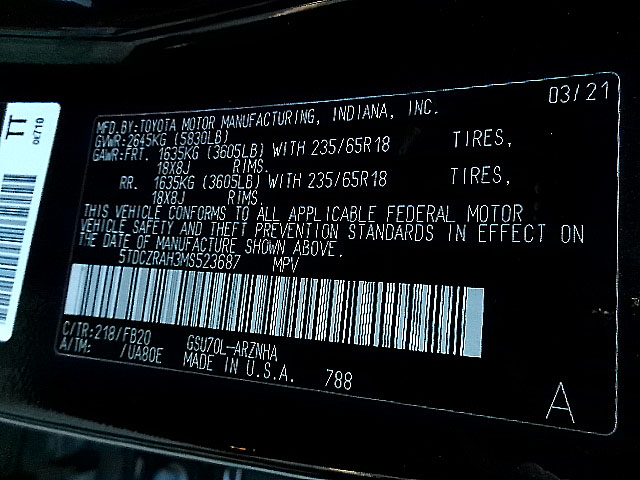 03/21
MFD.BY:TOYOTA MOTOR MANUFACTURING, INDIANA, INC.
GVWR:2645KG (5830LB)
GAWR:FRT. 1635KG (3605LB) WITH 235/65R18 TIRES,
18X8J RIMS.
RR. 1635KG (3605LB) WITH 235/65R18 TIRES,
18X8J RIMS.
THIS VEHICLE CONFORMS TO ALL APPLICABLE FEDERAL MOTOR
VEHICLE SAFETY AND THEFT PREVENTION STANDARDS IN EFFECT ON
THE DATE OF MANUFACTURE SHOWN ABOVE.
5TDCZRAH3MS523687 MPV
C/TR:218/FB20 GSU70L-ARZNHA
A/TM: /UA80E MADE IN U.S.A. 788
A
TT
0E710